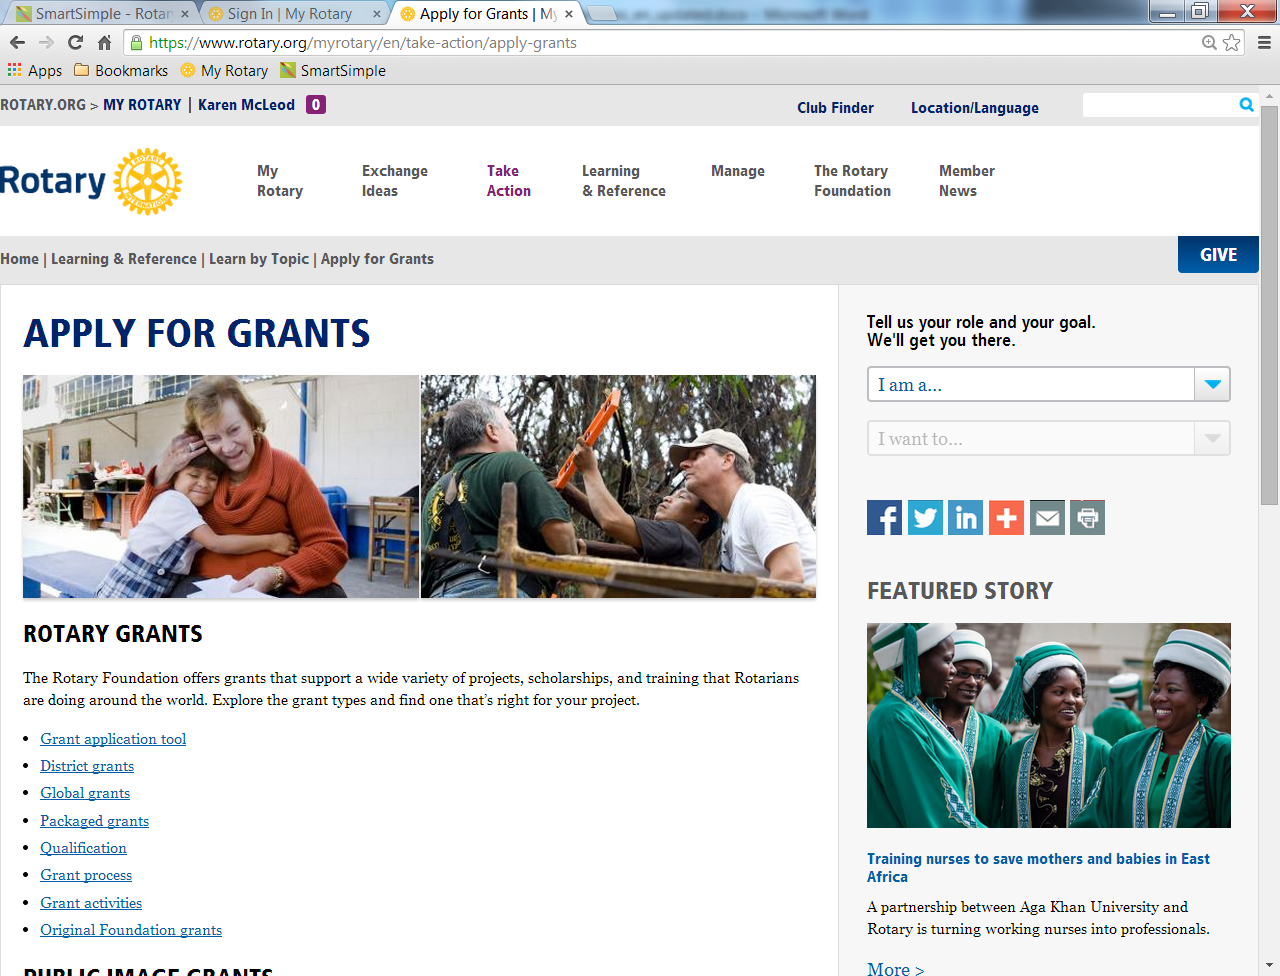 SmartSimple - Rotar
Sign In | My Rotary
Apply for Grants | My
Microsoft Word
https://www.rotary.org/myrotary/en/take-action/apply-grants
Apps
Bookmarks
My Rotary
SmartSimple
ROTARY.ORG > MY ROTARY | Karen McLeod 0
Club Finder
Location/Language
Rotary
My
Rotary
Exchange
Ideas
Take
Action
Learning
& Reference
Manage
The Rotary
Foundation
Member
News
Home | Learning & Reference | Learn by Topic | Apply for Grants
GIVE
APPLY FOR GRANTS
ROTARY GRANTS
The Rotary Foundation offers grants that support a wide variety of projects, scholarships, and training that Rotarians
are doing around the world. Explore the grant types and find one that’s right for your project.
Grant application tool
District grants
Global grants
Packaged grants
Qualification
Grant process
Grant activities
Original Foundation grants
PUBLIC IMAGE GRANTS
Tell us your role and your goal.
We'll get you there.
I am a...
I want to...
FEATURED STORY
Training nurses to save mothers and babies in East
Africa
A partnership between Aga Khan University and
Rotary is turning working nurses into professionals.
More >